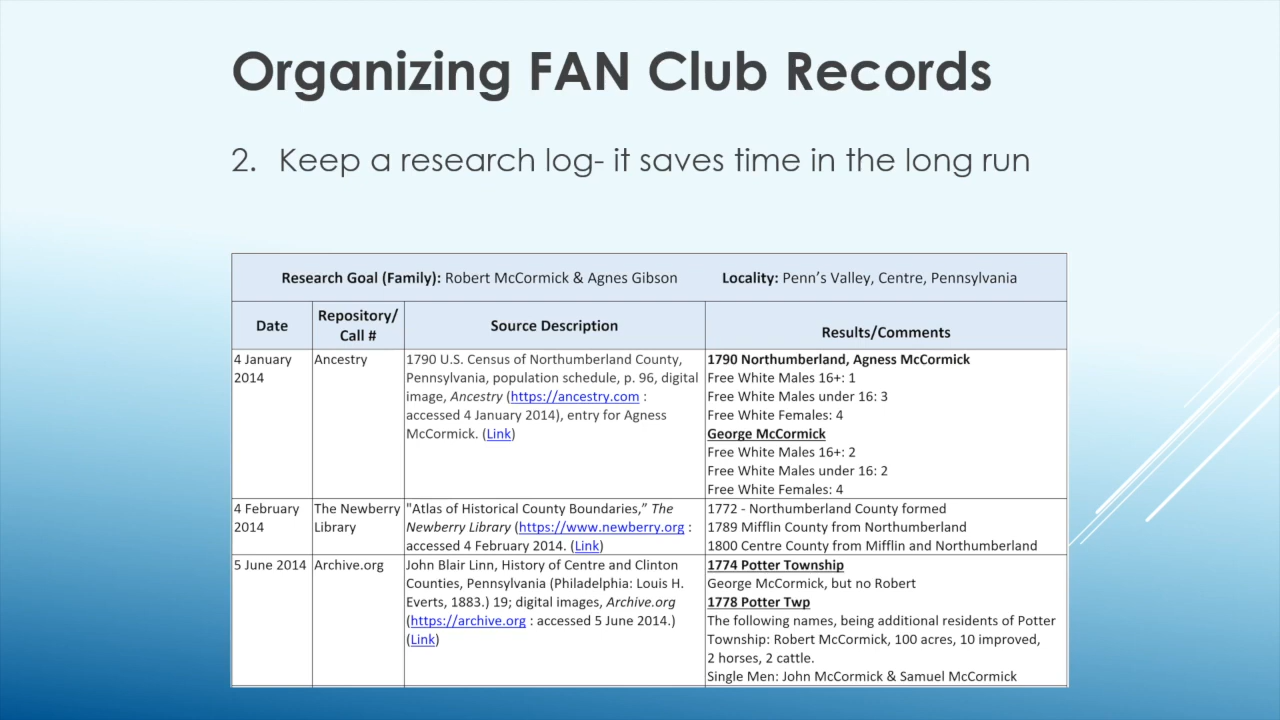 Organizing FAN Club Records
2. Keep a research log- it saves time in the long run
Research Goal (Family): Robert McCormick & Agnes Gibson Locality: Penn’s Valley, Centre, Pennsylvania
Date
Repository/
Call #
Source Description
Results/Comments
4 January
2014
Ancestry
1790 U.S. Census of Northumberland County,
Pennsylvania, population schedule, p. 96, digital
image, Ancestry (https://ancestry.com :
accessed 4 January 2014), entry for Agness
McCormick. (Link)
1790 Northumberland, Agness McCormick
Free White Males 16+: 1
Free White Males under 16: 3
Free White Females: 4
George McCormick
Free White Males 16+: 2
Free White Males under 16: 2
Free White Females: 4
4 February
2014
The Newberry
Library
"Atlas of Historical County Boundaries,” The
Newberry Library (https://www.newberry.org :
accessed 4 February 2014. (Link)
1772 - Northumberland County formed
1789 Mifflin County from Northumberland
1800 Centre County from Mifflin and Northumberland
5 June 2014
Archive.org
John Blair Linn, History of Centre and Clinton
Counties, Pennsylvania (Philadelphia: Louis H.
Everts, 1883.) 19; digital images, Archive.org
(https://archive.org : accessed 5 June 2014.)
(Link)
1774 Potter Township
George McCormick, but no Robert
1778 Potter Twp
The following names, being additional residents of Potter
Township: Robert McCormick, 100 acres, 10 improved,
2 horses, 2 cattle.
Single Men: John McCormick & Samuel McCormick